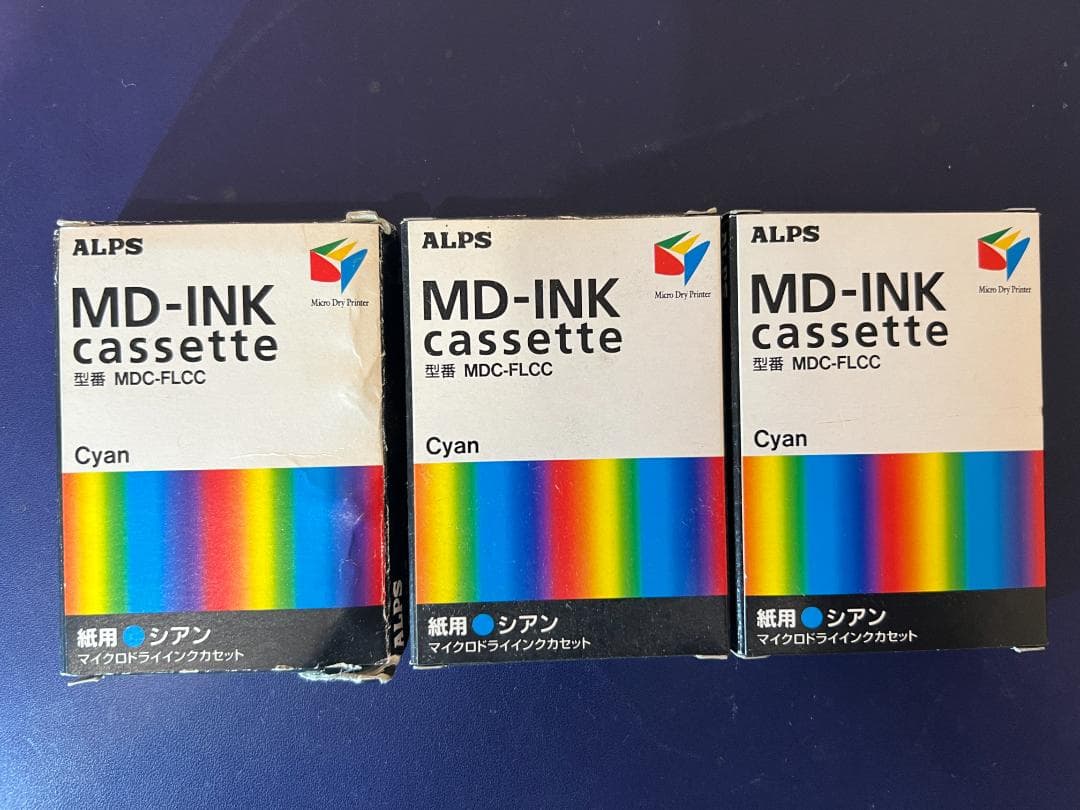 ALPS
Micro Dry Printer
MD-INK
cassette
型番 MDC-FLCC
Cyan
紙用 シアン
マイクロドライインクカセット
ALPS
ALPS
Micro Dry Printer
MD-INK
cassette
型番 MDC-FLCC
Cyan
紙用 シアン
マイクロドライインクカセット
ALPS
Micro Dry Printer
MD-INK
cassette
型番 MDC-FLCC
Cyan
紙用 シアン
マイクロドライインクカセット